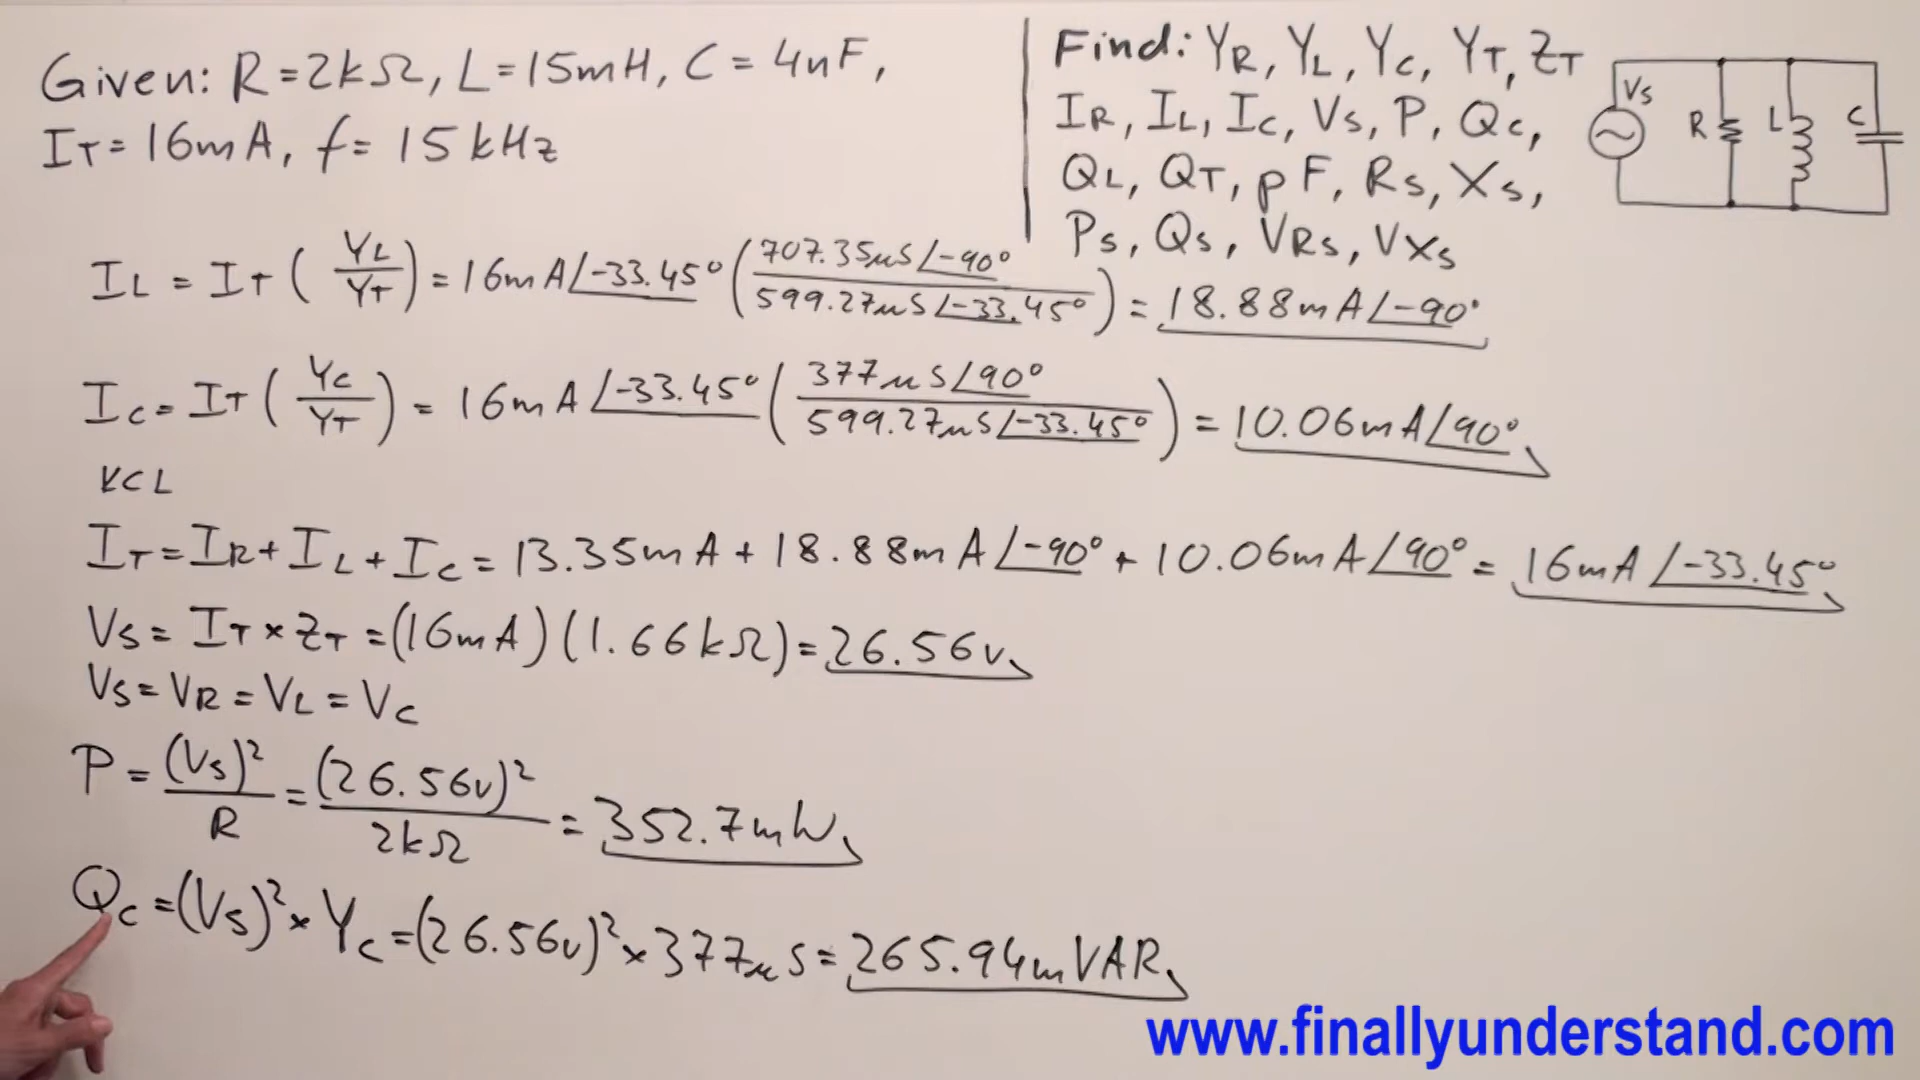 Given: R = 2kΩ, L = 15mH, C = 4nF,
IT = 16mA, f = 15kHz
Find: YR, YL, YC, YT, ZT
IR, IL, IC, VS, P, QC,
QL, QT, pF, RS, XS,
PS, QS, VRS, VXS
VS
R L C
IL = IT (YL/YT) = 16mA∠-33.45° (707.35μS∠-90° / 599.27μS∠-33.45°) = 18.88mA∠-90°
IC = IT (YC/YT) = 16mA∠-33.45° (377μS∠90° / 599.27μS∠-33.45°) = 10.06mA∠90°
KCL
IT = IR + IL + IC = 13.35mA + 18.88mA∠-90° + 10.06mA∠90° = 16mA∠-33.45°
VS = IT × ZT = (16mA)(1.66kΩ) = 26.56v
VS = VR = VL = VC
P = (VS)²/R = (26.56v)²/2kΩ = 352.7mW
QC = (VS)² × YC = (26.56v)² × 377μS = 265.94mVAR
www.finallyunderstand.com